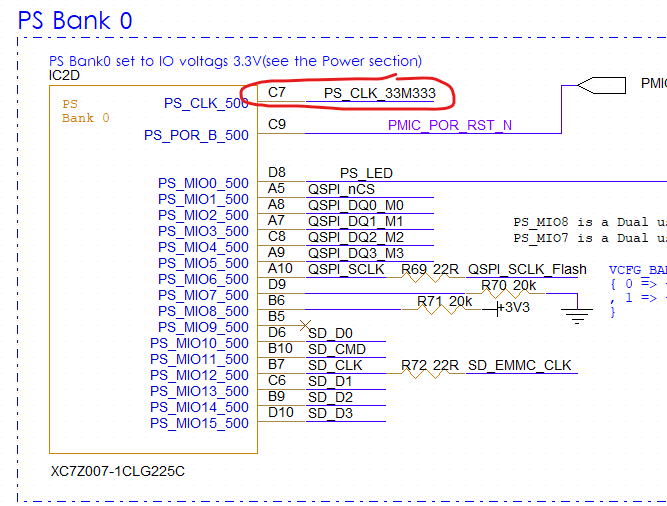 PS Bank 0
PS Bank0 set to IO voltags 3.3V(see the Power section)
IC2D
PS
Bank 0
PS_CLK_500 C7 PS_CLK_33M333
PMIC
PS_POR_B_500 C9 PMIC_POR_RST_N
PS_MIO0_500 D8 PS_LED
PS_MIO1_500 A5 QSPI_nCS
PS_MIO2_500 A8 QSPI_DQ0_M0
PS_MIO3_500 A7 QSPI_DQ1_M1
PS_MIO4_500 C8 QSPI_DQ2_M2
PS_MIO5_500 A9 QSPI_DQ3_M3
PS_MIO6_500 A10 QSPI_SCLK R69 22R QSPI_SCLK_Flash
PS_MIO7_500 D9 R70 20k
PS_MIO8_500 B6 R71 20k +3V3
PS_MIO9_500 B5
PS_MIO10_500 D6 SD_D0
PS_MIO11_500 B10 SD_CMD
PS_MIO12_500 B7 SD_CLK R72 22R SD_EMMC_CLK
PS_MIO13_500 C6 SD_D1
PS_MIO14_500 B9 SD_D2
PS_MIO15_500 D10 SD_D3
PS_MIO8 is a Dual u
PS_MIO7 is a Dual u
VCFG_BA
{ 0 =>
, 1 =>
}
XC7Z007-1CLG225C